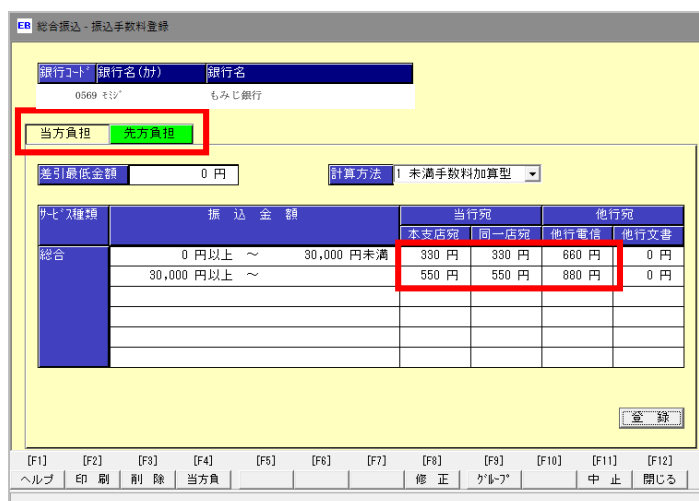 EB 総合振込 - 振込手数料登録
銀行ｺｰﾄﾞ 銀行名(ｶﾅ) 銀行名
0569 ﾓﾐｼﾞ もみじ銀行
当方負担 先方負担
差引最低金額 0 円 計算方法 1 未満手数料加算型
ｻｰﾋﾞｽ種類 振 込 金 額 当行宛 他行宛
本支店宛 同一店宛 他行電信 他行文書
総合 0 円以上 ～ 30,000 円未満 330 円 330 円 660 円 0 円
30,000 円以上 ～ 550 円 550 円 880 円 0 円
登 録
[F1] [F2] [F3] [F4] [F5] [F6] [F7] [F8] [F9] [F10] [F11] [F12]
ヘルプ 印 刷 削 除 当方負 修 正 ｸﾞﾙｰﾌﾟ 中 止 閉じる